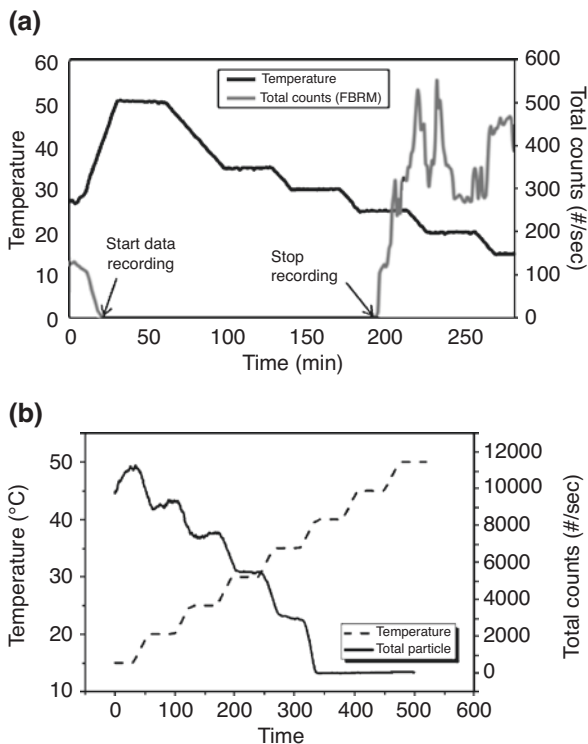 (a)
60
50
40
30
20
10
0
Temperature
Temperature
Total counts (FBRM)
Start data
recording
Stop
recording
600
500
400
300
200
100
0
Total counts (#/sec)
0
50
100
150
200
250
Time (min)
(b)
50
40
30
20
10
Temperature (°C)
Temperature
Total particle
12000
10000
8000
6000
4000
2000
0
Total counts (#/sec)
0
100
200
300
400
500
600
Time